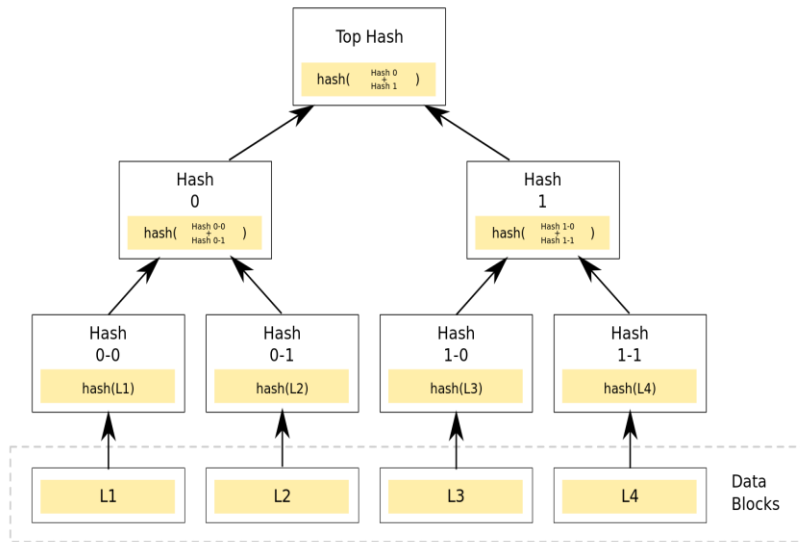 Top Hash
hash( Hash 0 + Hash 1 )
Hash
0
hash( Hash 0-0 + Hash 0-1 )
Hash
1
hash( Hash 1-0 + Hash 1-1 )
Hash
0-0
hash(L1)
Hash
0-1
hash(L2)
Hash
1-0
hash(L3)
Hash
1-1
hash(L4)
L1
L2
L3
L4
Data
Blocks